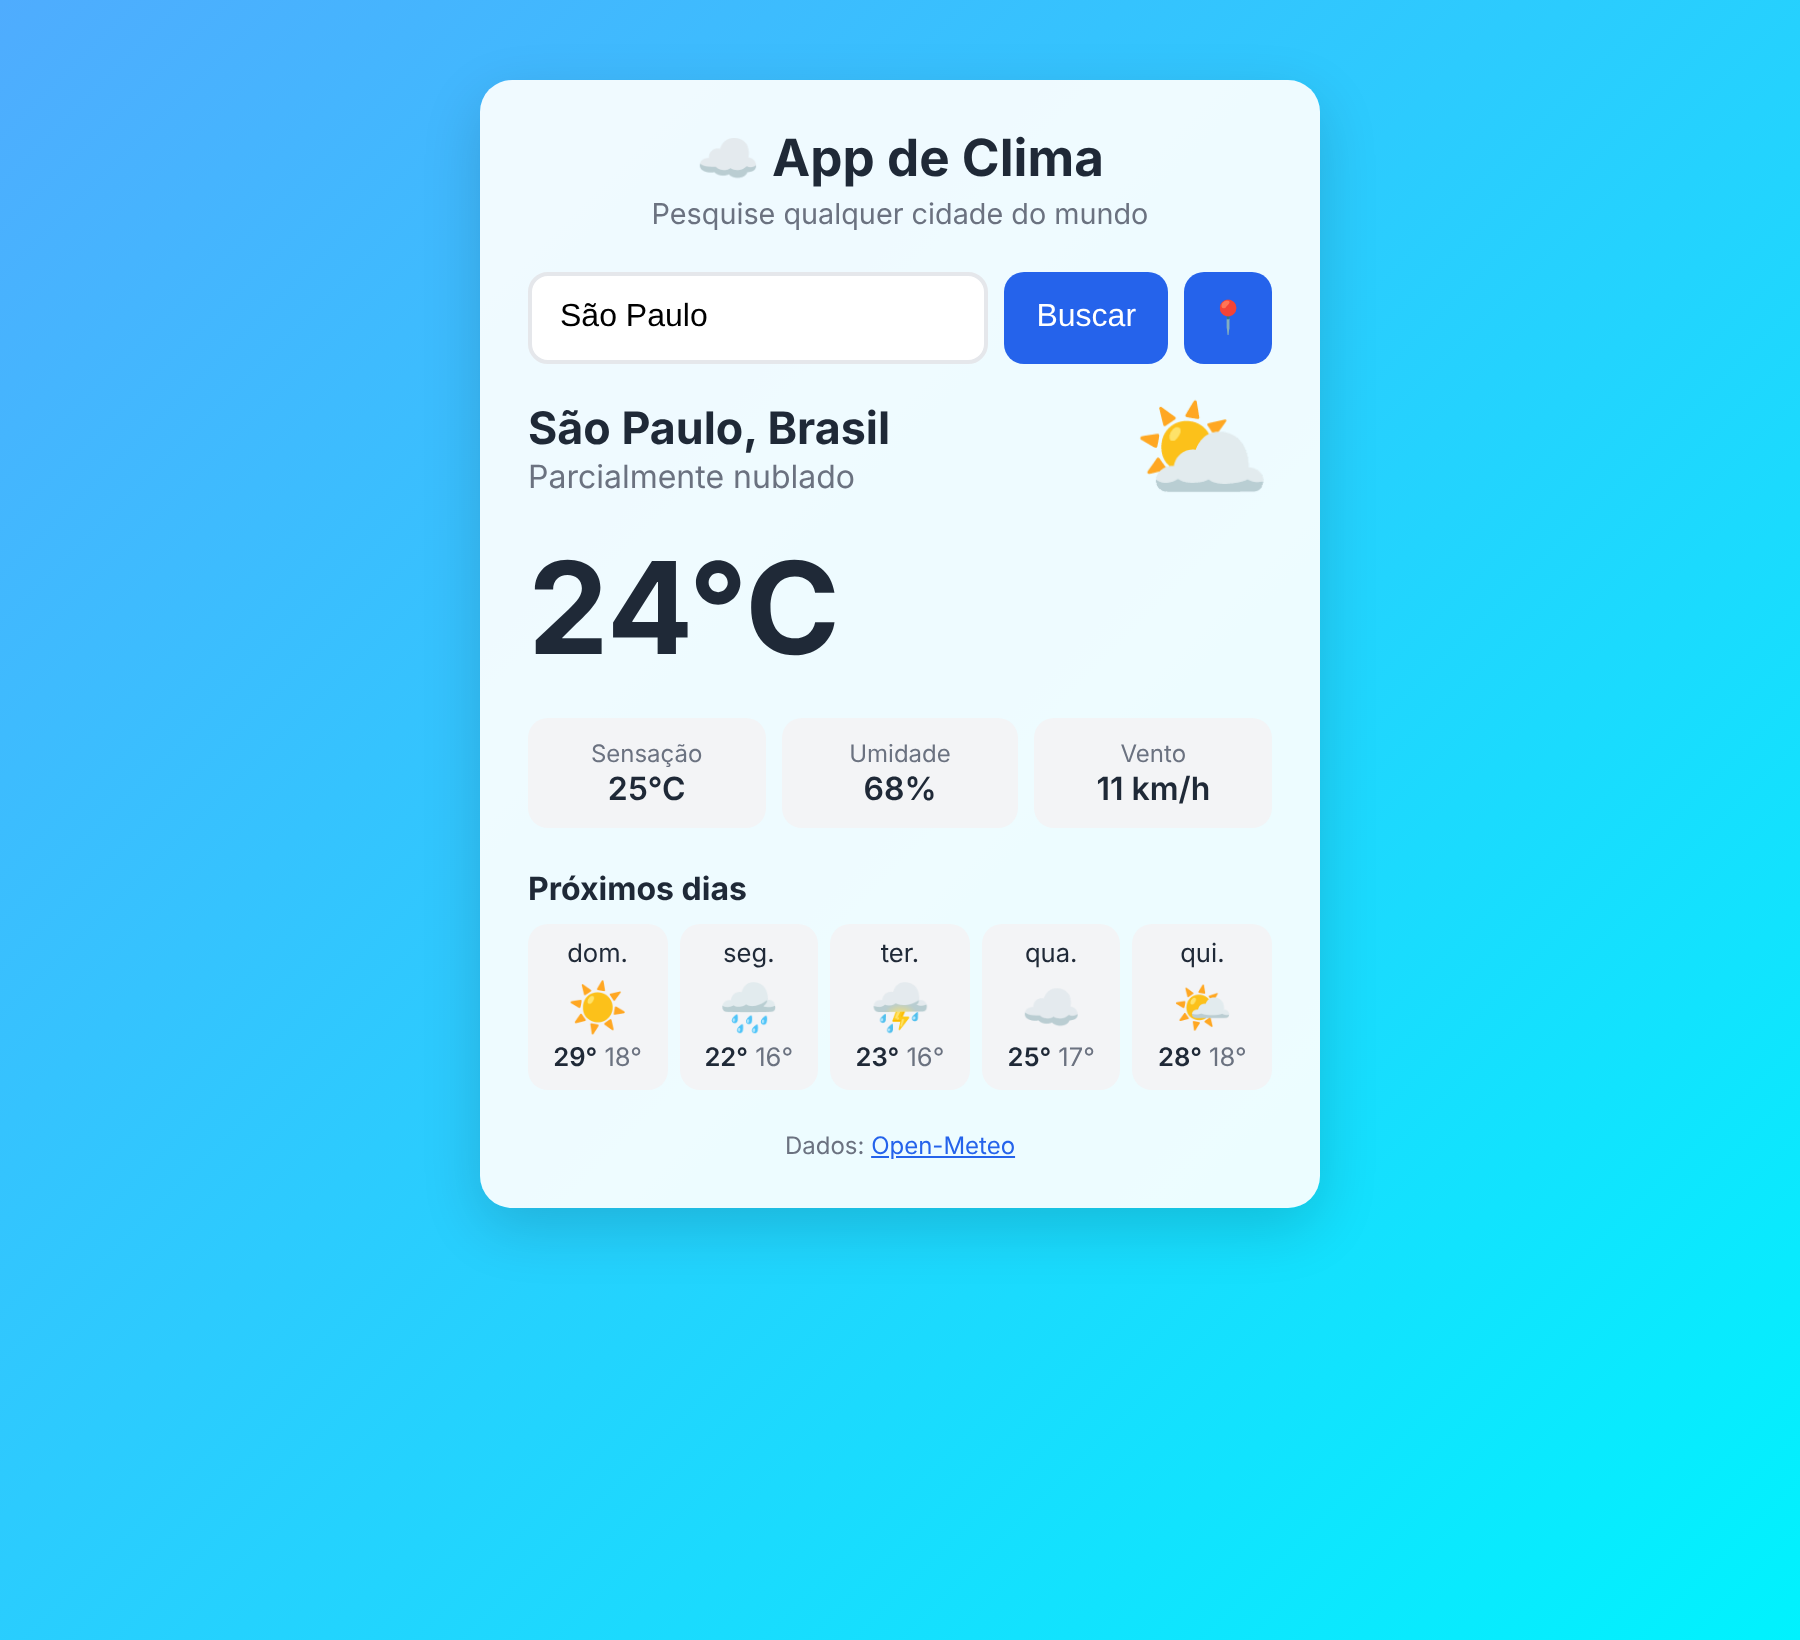 App de Clima
Pesquise qualquer cidade do mundo
São Paulo
Buscar
São Paulo, Brasil
Parcialmente nublado
24°C
Sensação
25°C
Umidade
68%
Vento
11 km/h
Próximos dias
dom.
29° 18°
seg.
22° 16°
ter.
23° 16°
qua.
25° 17°
qui.
28° 18°
Dados: Open-Meteo